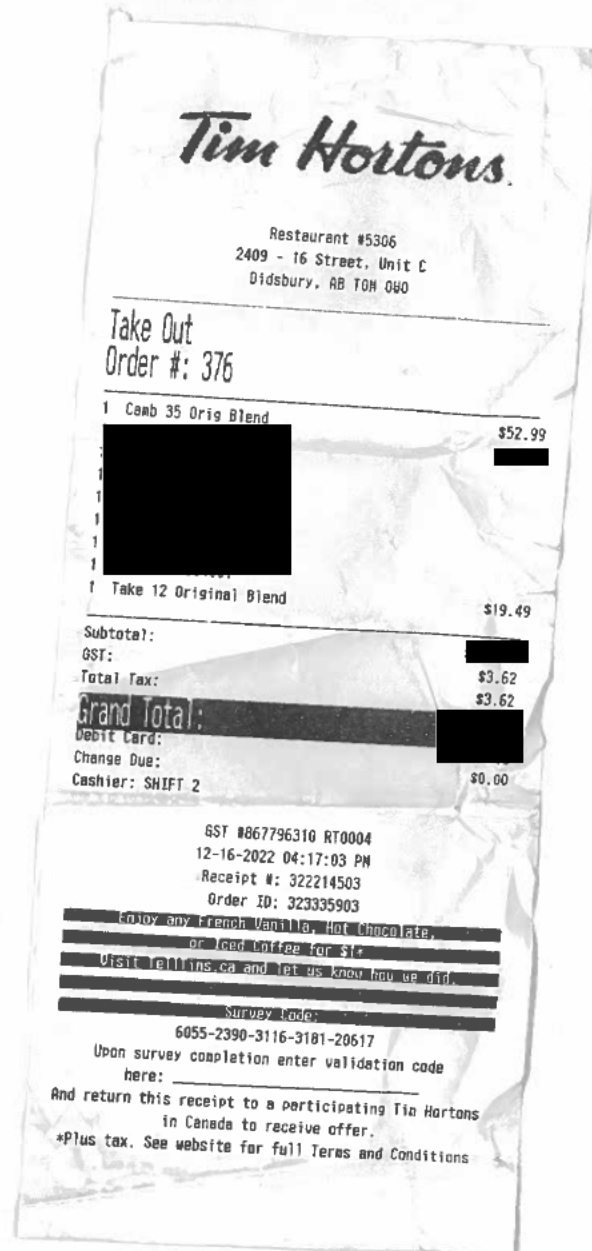 Tim Hortons.
Restaurant #5306
2409 - 16 Street, Unit C
Didsbury, AB T0M 0W0
Take Out
Order #: 376
1 Camb 35 Orig Blend $52.99
1
1
1
1
1
1 Take 12 Original Blend $19.49
Subtotal:
GST: $3.62
Total Tax: $3.62
Grand Total:
Debit Card:
Change Due: $0.00
Cashier: SHIFT 2
GST #867796310 RT0004
12-16-2022 04:17:03 PM
Receipt #: 322214503
Order ID: 323335903
Enjoy any French Vanilla, Hot Chocolate,
or Iced Coffee for $1*
Visit TellTims.ca and let us know how we did.
Survey Code:
6055-2390-3116-3181-20617
Upon survey completion enter validation code
here:
And return this receipt to a participating Tim Hortons
in Canada to receive offer.
*Plus tax. See website for full Terms and Conditions